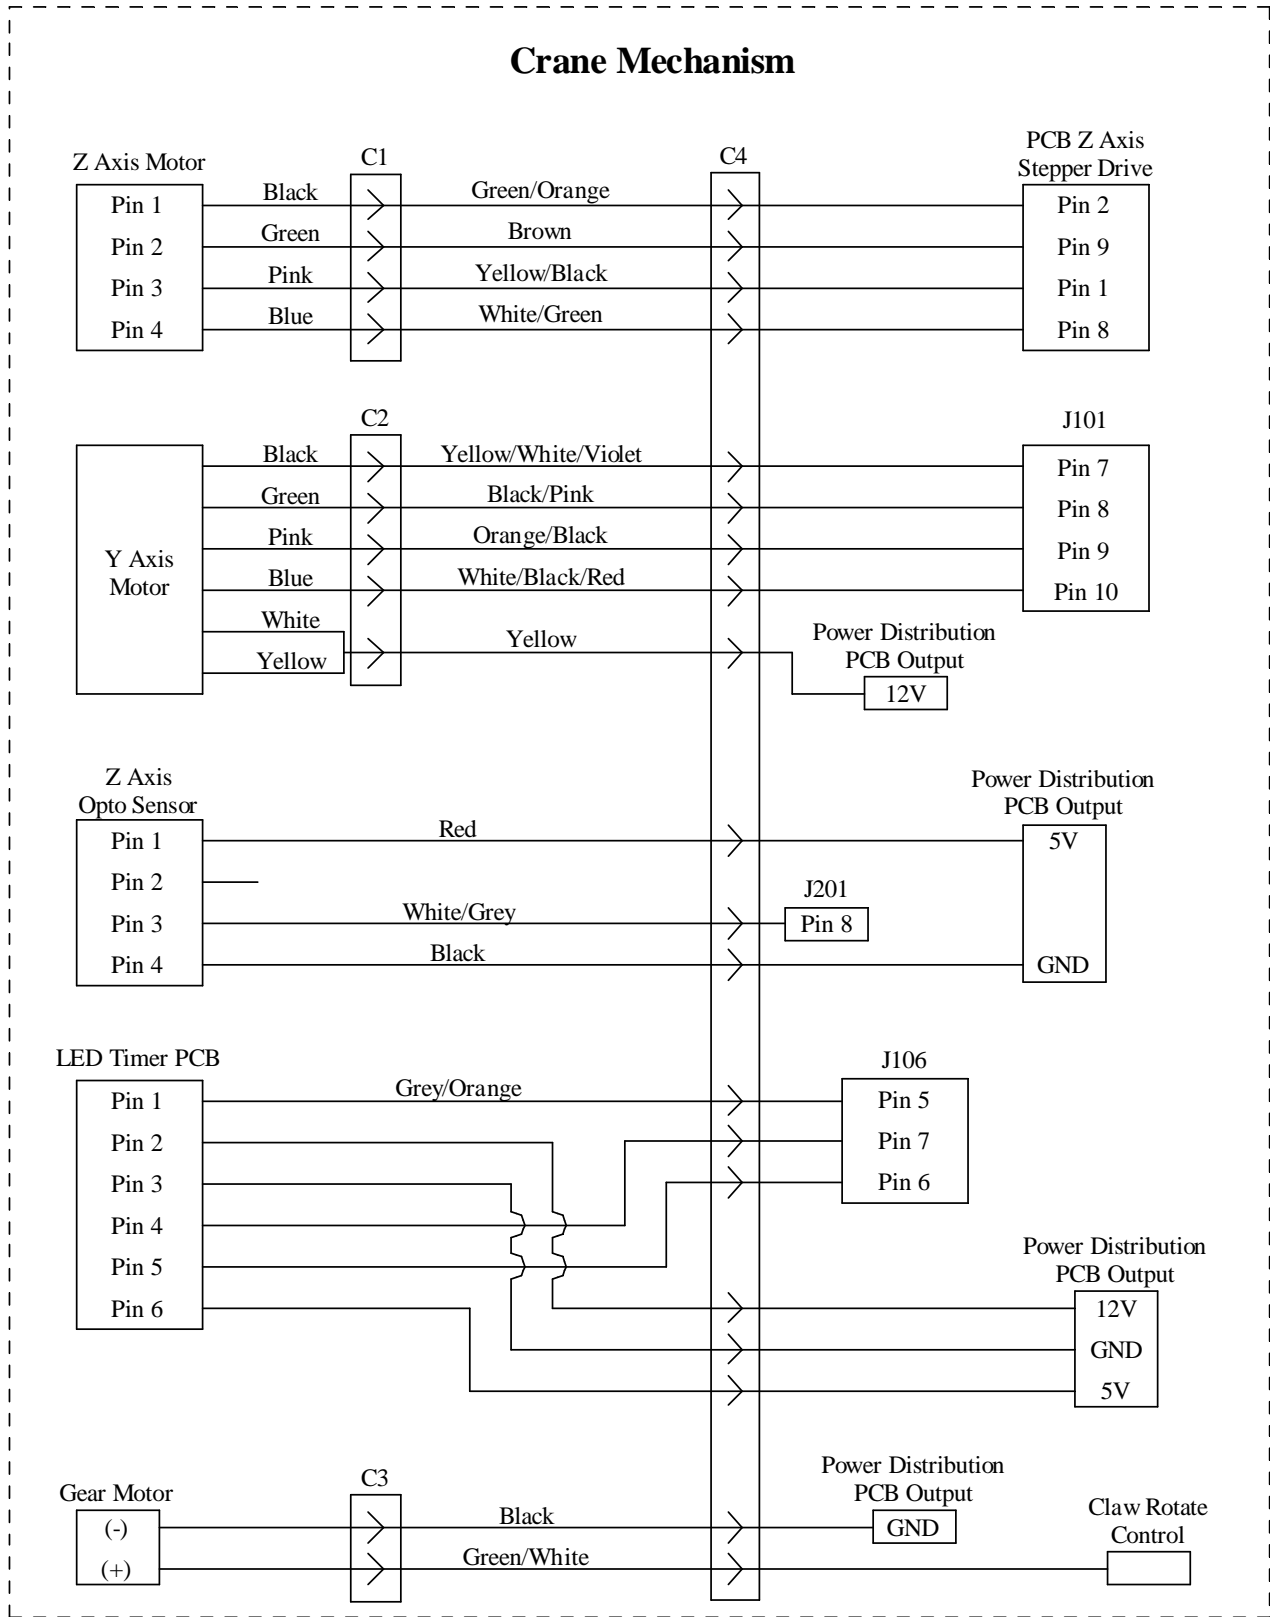 Crane Mechanism
Z Axis Motor
C1
C4
PCB Z Axis
Stepper Drive
Pin 1
Black
Green/Orange
Pin 2
Pin 2
Green
Brown
Pin 9
Pin 3
Pink
Yellow/Black
Pin 1
Pin 4
Blue
White/Green
Pin 8
C2
J101
Black
Yellow/White/Violet
Pin 7
Green
Black/Pink
Pin 8
Y Axis
Motor
Pink
Orange/Black
Pin 9
Blue
White/Black/Red
Pin 10
White
Yellow
Yellow
Power Distribution
PCB Output
12V
Z Axis
Opto Sensor
Power Distribution
PCB Output
Pin 1
Red
5V
Pin 2
J201
Pin 3
White/Grey
Pin 8
Pin 4
Black
GND
LED Timer PCB
J106
Pin 1
Grey/Orange
Pin 5
Pin 2
Pin 7
Pin 3
Pin 6
Pin 4
Pin 5
Pin 6
Power Distribution
PCB Output
12V
GND
5V
Gear Motor
C3
Power Distribution
PCB Output
Claw Rotate
Control
(-)
Black
GND
(+)
Green/White